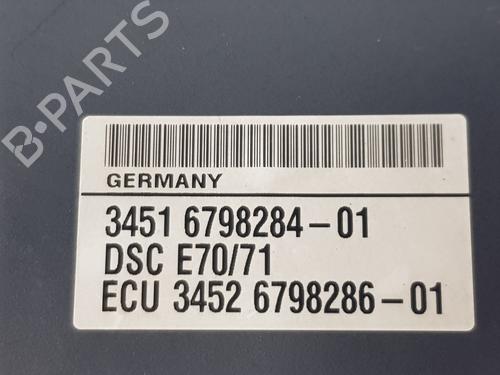 B-PARTS
GERMANY
3451 6798284-01
DSC E70/71
ECU 3452 6798286-01